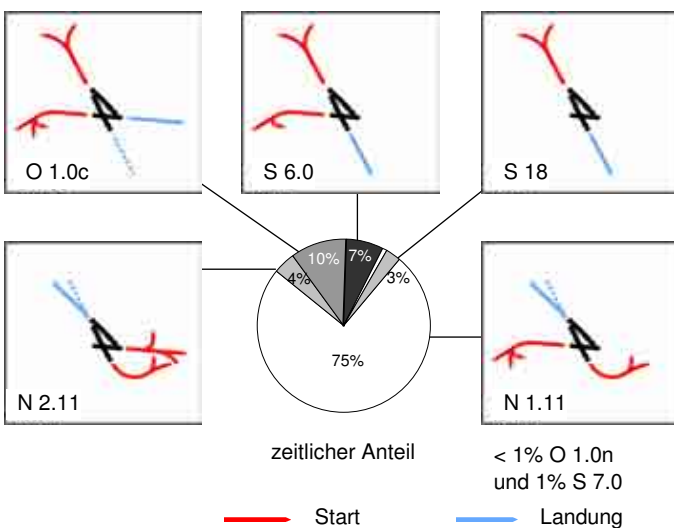 O 1.0c
S 6.0
S 18
10%
7%
4%
3%
75%
N 2.11
N 1.11
zeitlicher Anteil
< 1% O 1.0n
und 1% S 7.0
Start
Landung